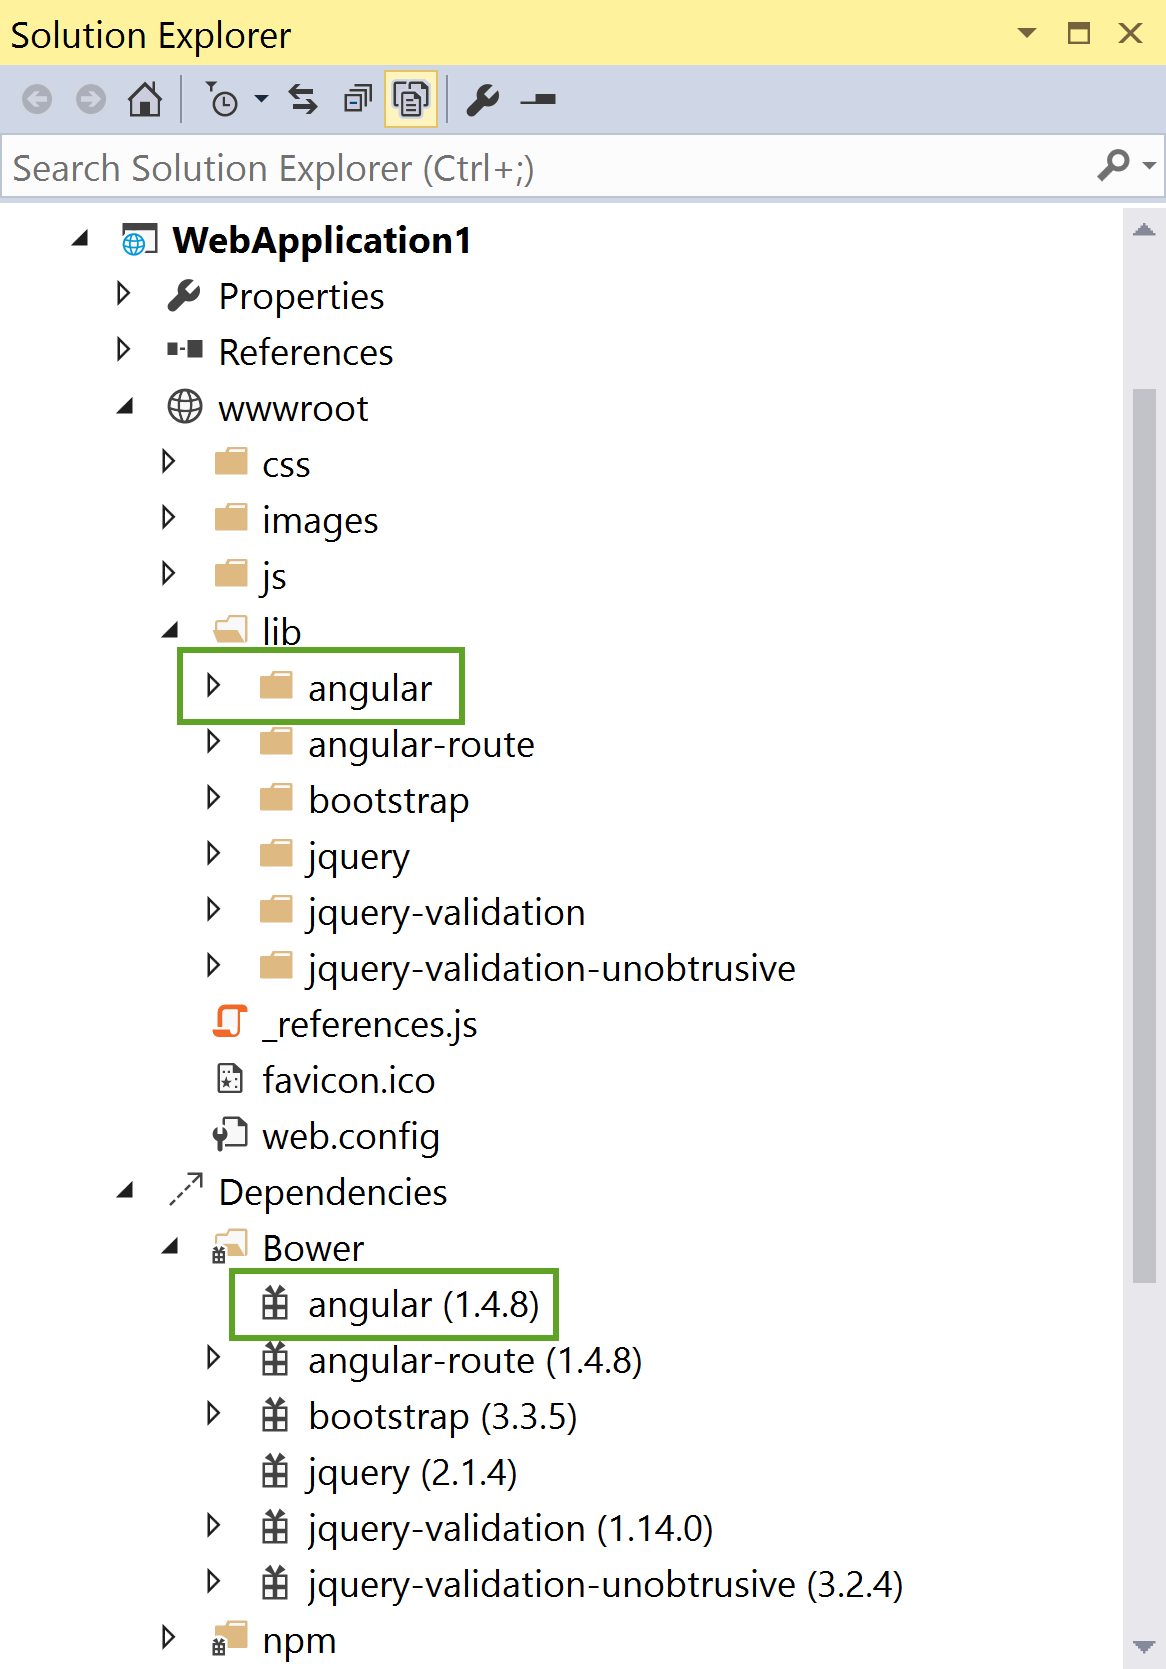 Solution Explorer
Search Solution Explorer (Ctrl+;)
WebApplication1
Properties
References
wwwroot
css
images
js
lib
angular
angular-route
bootstrap
jquery
jquery-validation
jquery-validation-unobtrusive
_references.js
favicon.ico
web.config
Dependencies
Bower
angular (1.4.8)
angular-route (1.4.8)
bootstrap (3.3.5)
jquery (2.1.4)
jquery-validation (1.14.0)
jquery-validation-unobtrusive (3.2.4)
npm